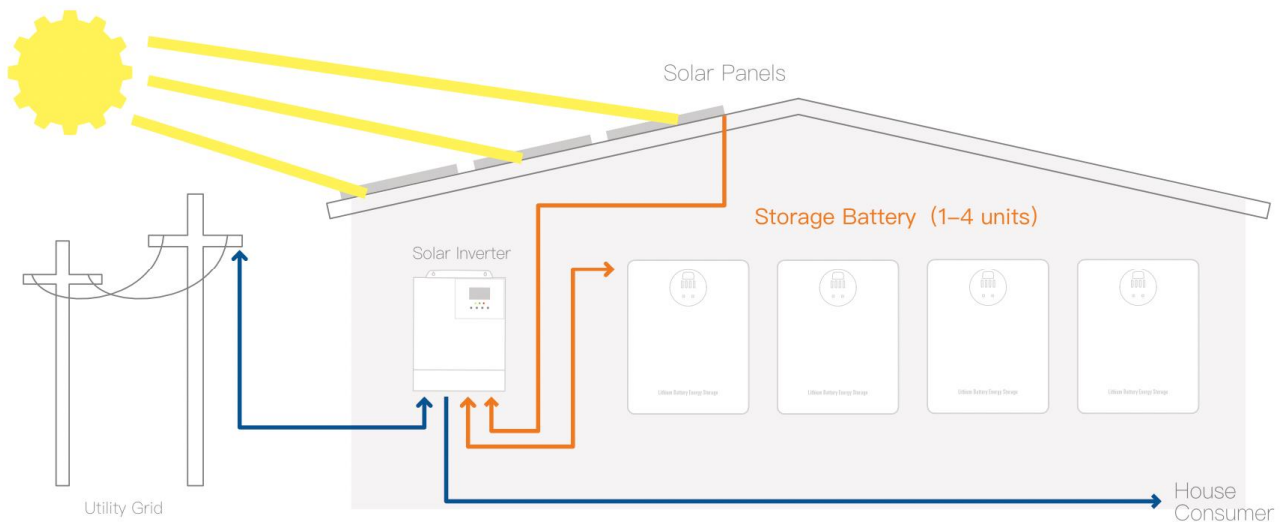 Solar Panels
Storage Battery (1–4 units)
Solar Inverter
Lithium Battery Energy Storage
Lithium Battery Energy Storage
Lithium Battery Energy Storage
Lithium Battery Energy Storage
House
Consumer
Utility Grid